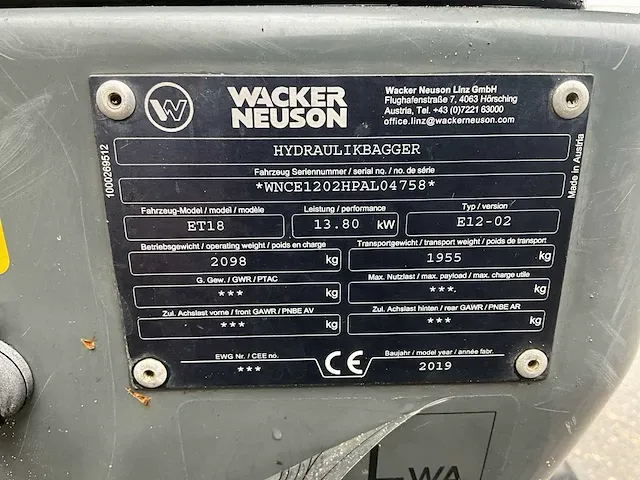 WACKER
NEUSON
Wacker Neuson Linz GmbH
Flughafenstraße 7, 4063 Hörsching
Austria, Tel. +43 (0)7221 63000
office.linz@wackerneuson.com
HYDRAULIKBAGGER
Fahrzeug Seriennummer / serial no. / no. de série
*WNCE1202HPAL04758*
Fahrzeug-Model / model / modèle
Leistung / performance
Typ / version
ET18
13.80 kW
E12-02
Betriebsgewicht / operating weight / poids en charge
Transportgewicht / transport weight / poids de transport
2098 kg
1955 kg
G. Gew. / GWR / PTAC
Max. Nutzlast / max. payload / max. charge utile
*** kg
*** kg
Zul. Achslast vorne / front GAWR / PNBE AV
Zul. Achslast hinten / rear GAWR / PNBE AR
*** kg
*** kg
EWG Nr. / CEE no.
***
CE
Baujahr / model year / année fabr.
2019
1000269512
Made in Austria
LWA